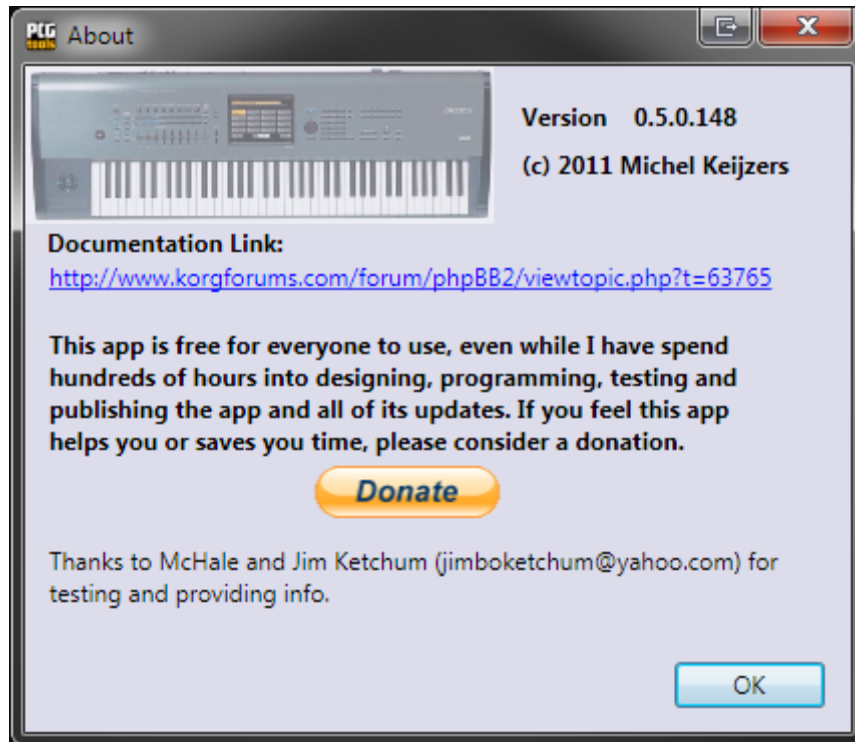 PCG
tools
About
Version 0.5.0.148
(c) 2011 Michel Keijzers
Documentation Link:
http://www.korgforums.com/forum/phpBB2/viewtopic.php?t=63765
This app is free for everyone to use, even while I have spend
hundreds of hours into designing, programming, testing and
publishing the app and all of its updates. If you feel this app
helps you or saves you time, please consider a donation.
Donate
Thanks to McHale and Jim Ketchum (jimboketchum@yahoo.com) for
testing and providing info.
OK